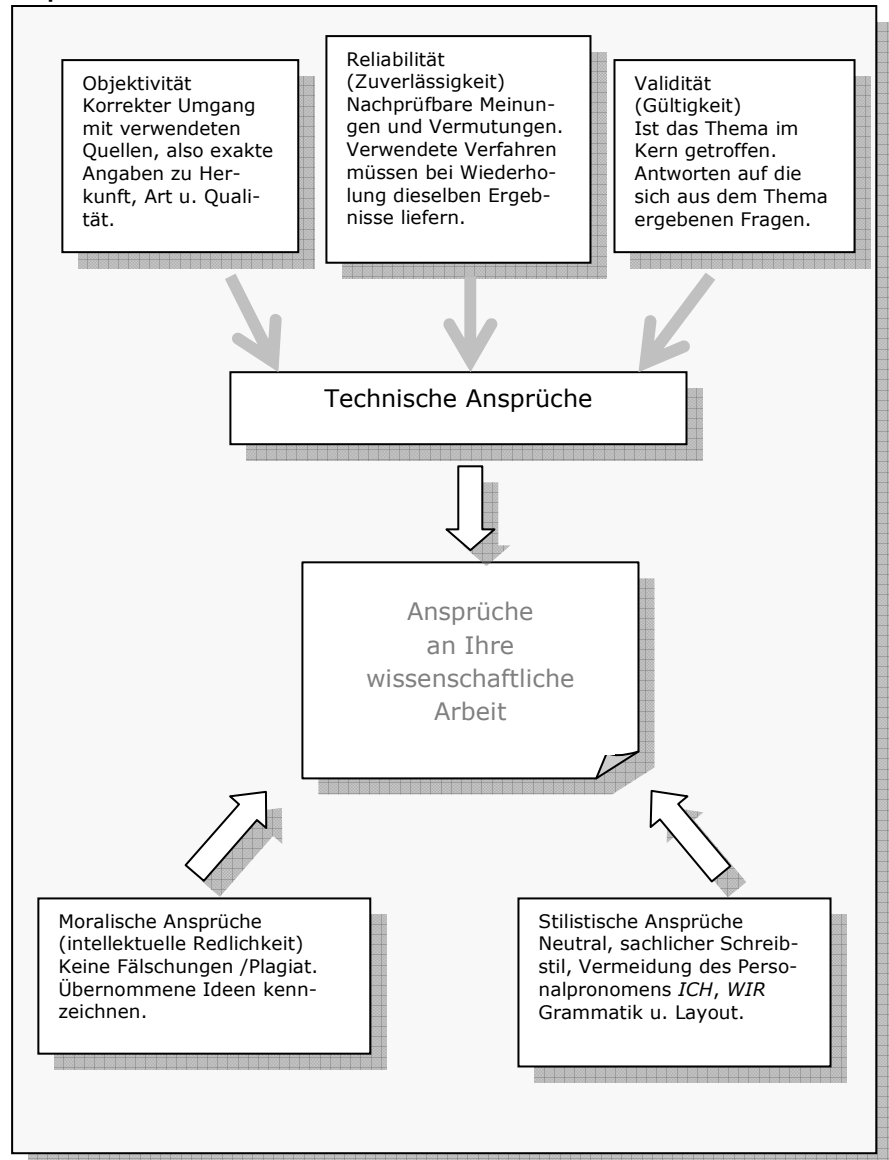 Objektivität
Korrekter Umgang
mit verwendeten
Quellen, also exakte
Angaben zu Her-
kunft, Art u. Quali-
tät.
Reliabilität
(Zuverlässigkeit)
Nachprüfbare Meinun-
gen und Vermutungen.
Verwendete Verfahren
müssen bei Wiederho-
lung dieselben Ergeb-
nisse liefern.
Validität
(Gültigkeit)
Ist das Thema im
Kern getroffen.
Antworten auf die
sich aus dem Thema
ergebenen Fragen.
Technische Ansprüche
Ansprüche
an Ihre
wissenschaftliche
Arbeit
Moralische Ansprüche
(intellektuelle Redlichkeit)
Keine Fälschungen /Plagiat.
Übernommene Ideen kenn-
zeichnen.
Stilistische Ansprüche
Neutral, sachlicher Schreib-
stil, Vermeidung des Perso-
nalpronomens ICH, WIR
Grammatik u. Layout.